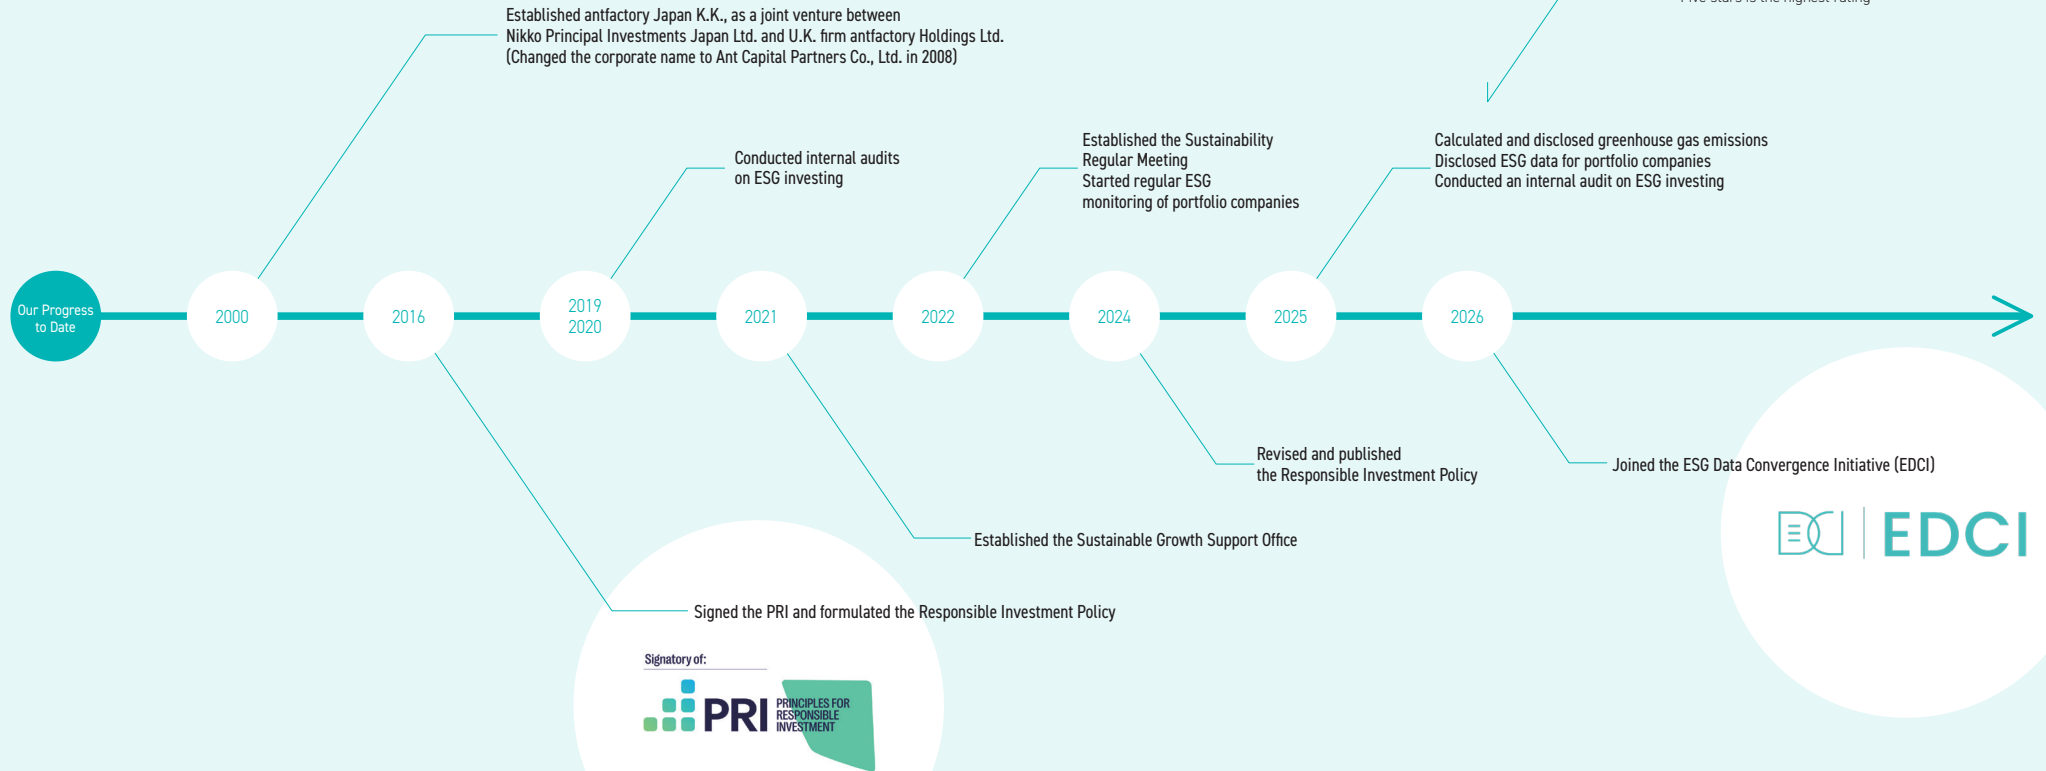 Established antfactory Japan K.K., as a joint venture between
Nikko Principal Investments Japan Ltd. and U.K. firm antfactory Holdings Ltd.
(Changed the corporate name to Ant Capital Partners Co., Ltd. in 2008)
Conducted internal audits
on ESG investing
Established the Sustainability
Regular Meeting
Started regular ESG
monitoring of portfolio companies
Calculated and disclosed greenhouse gas emissions
Disclosed ESG data for portfolio companies
Conducted an internal audit on ESG investing
Our Progress
to Date
2000
2016
2019
2020
2021
2022
2024
2025
2026
Revised and published
the Responsible Investment Policy
Joined the ESG Data Convergence Initiative (EDCI)
EDCI
Established the Sustainable Growth Support Office
Signed the PRI and formulated the Responsible Investment Policy
Signatory of:
PRI
PRINCIPLES FOR
RESPONSIBLE
INVESTMENT